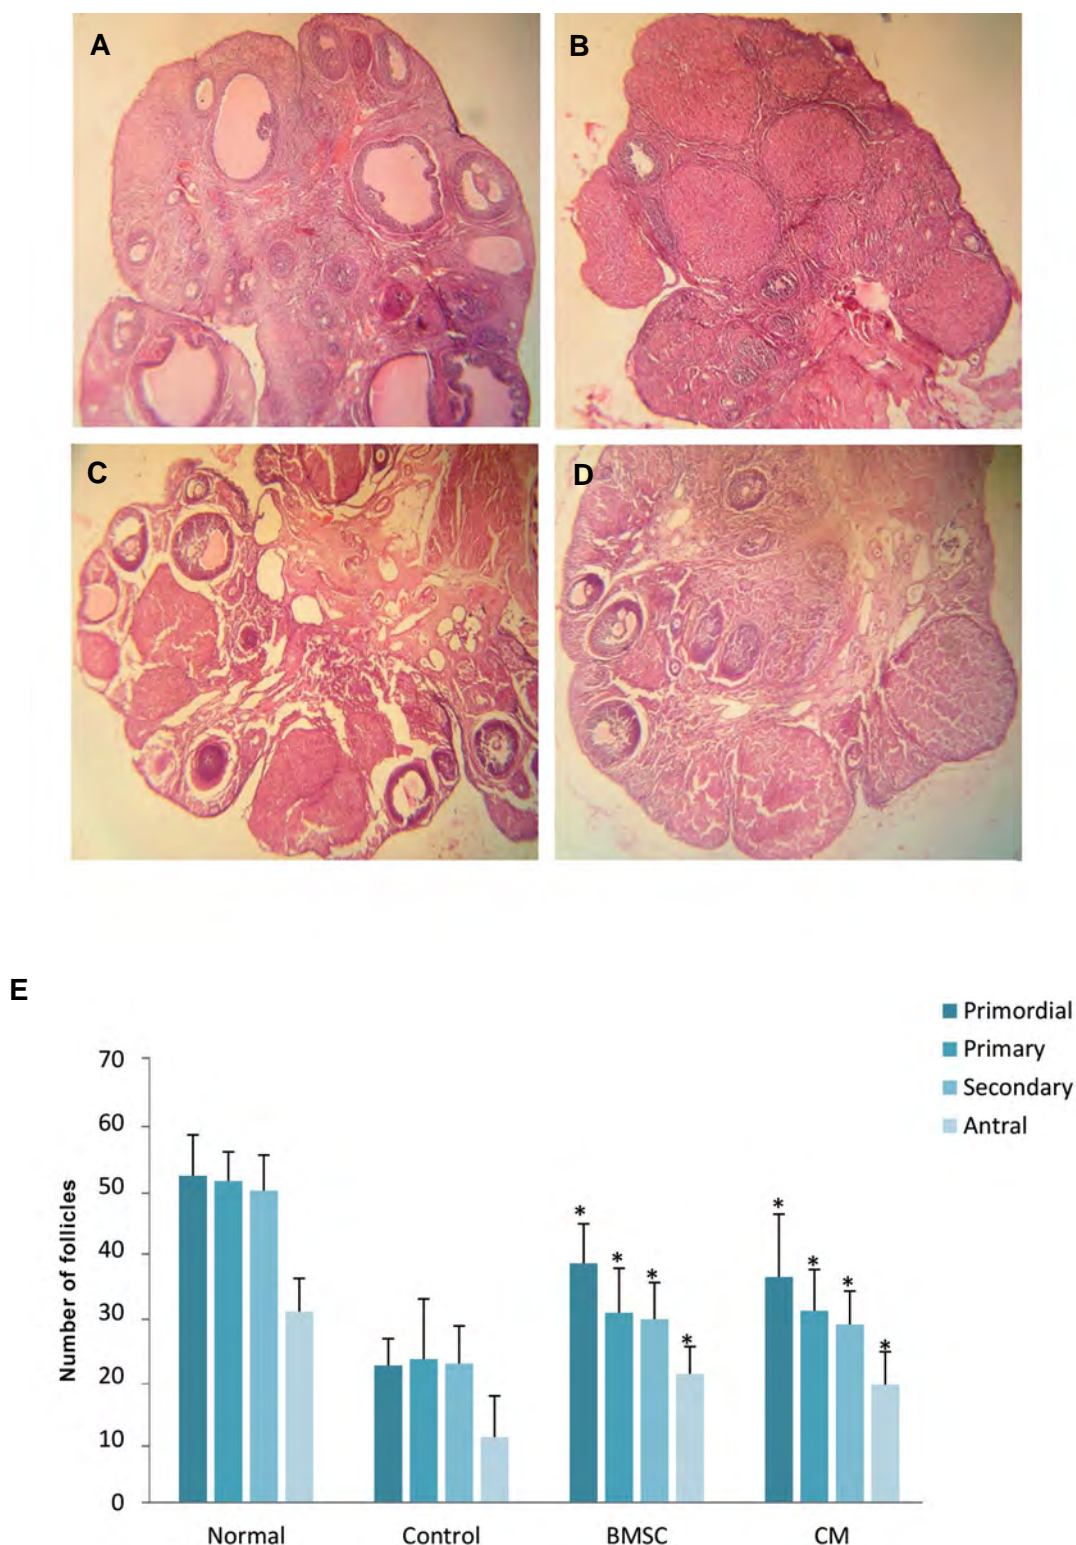 A
B
C
D
E
Primordial
Primary
Secondary
Antral
Number of follicles
70
60
50
40
30
20
10
0
* * * * * * * *
Normal Control BMSC CM